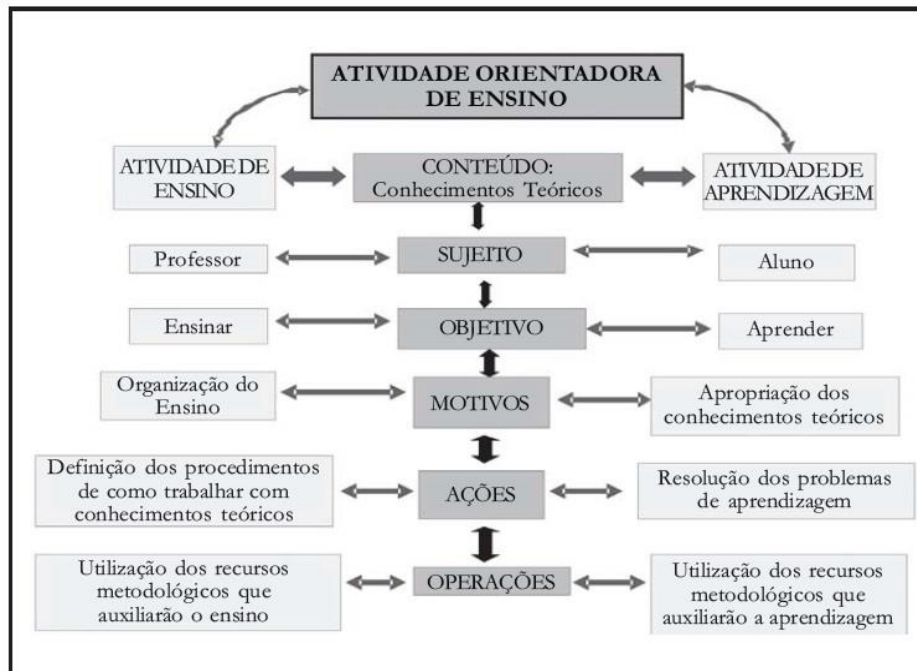 ATIVIDADE ORIENTADORA
DE ENSINO
ATIVIDADE DE
ENSINO
CONTEÚDO:
Conhecimentos Teóricos
ATIVIDADE DE
APRENDIZAGEM
Professor
SUJEITO
Aluno
Ensinar
OBJETIVO
Aprender
Organização do
Ensino
MOTIVOS
Apropriação dos
conhecimentos teóricos
Definição dos procedimentos
de como trabalhar com
conhecimentos teóricos
AÇÕES
Resolução dos problemas
de aprendizagem
Utilização dos recursos
metodológicos que
auxiliarão o ensino
OPERAÇÕES
Utilização dos recursos
metodológicos que
auxiliarão a aprendizagem